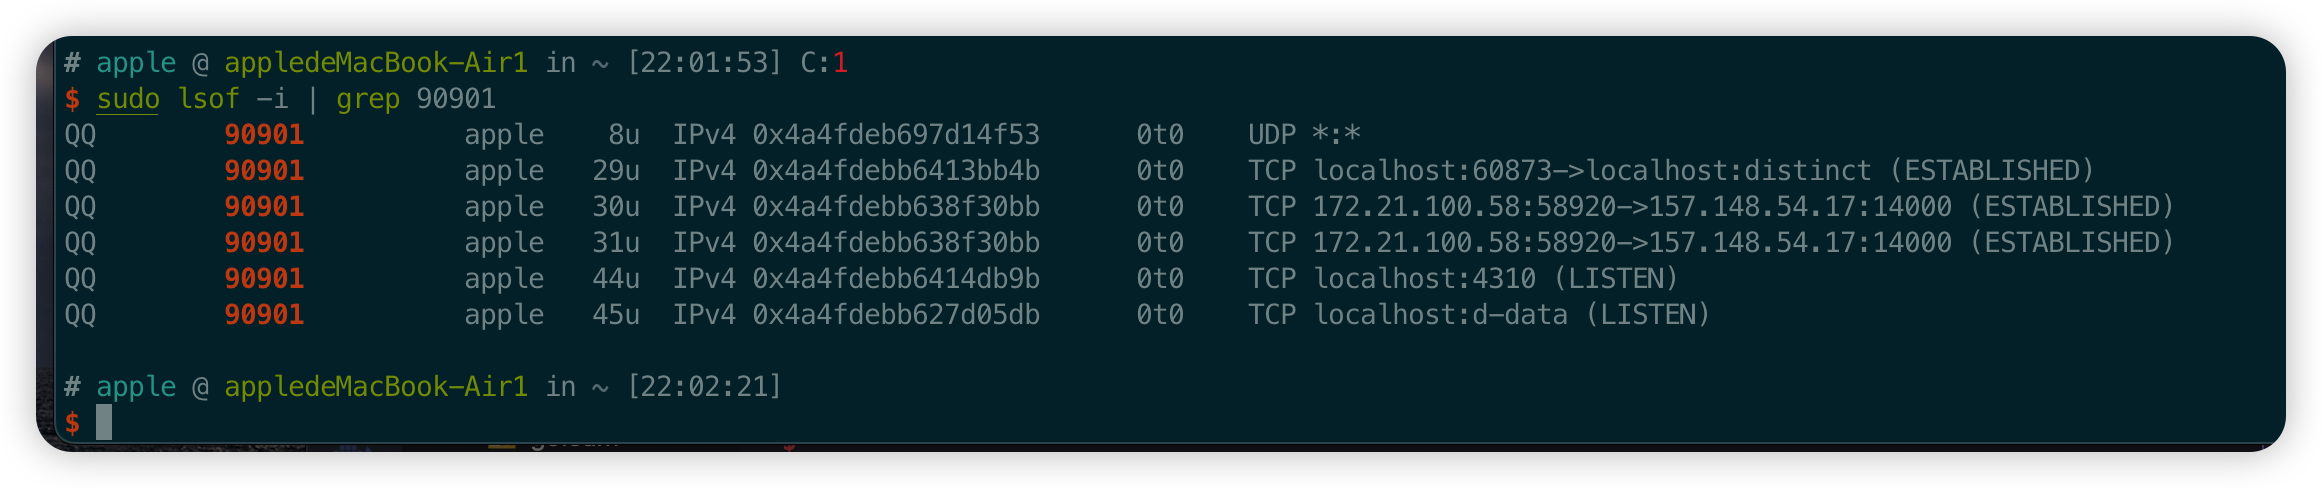 # apple @ appledeMacBook-Air1 in ~ [22:01:53] C:1
$ sudo lsof -i | grep 90901
QQ        90901          apple    8u  IPv4 0x4a4fdeb697d14f53      0t0    UDP *:*
QQ        90901          apple   29u  IPv4 0x4a4fdebb6413bb4b      0t0    TCP localhost:60873->localhost:distinct (ESTABLISHED)
QQ        90901          apple   30u  IPv4 0x4a4fdebb638f30bb      0t0    TCP 172.21.100.58:58920->157.148.54.17:14000 (ESTABLISHED)
QQ        90901          apple   31u  IPv4 0x4a4fdebb638f30bb      0t0    TCP 172.21.100.58:58920->157.148.54.17:14000 (ESTABLISHED)
QQ        90901          apple   44u  IPv4 0x4a4fdebb6414db9b      0t0    TCP localhost:4310 (LISTEN)
QQ        90901          apple   45u  IPv4 0x4a4fdebb627d05db      0t0    TCP localhost:d-data (LISTEN)
# apple @ appledeMacBook-Air1 in ~ [22:02:21]
$